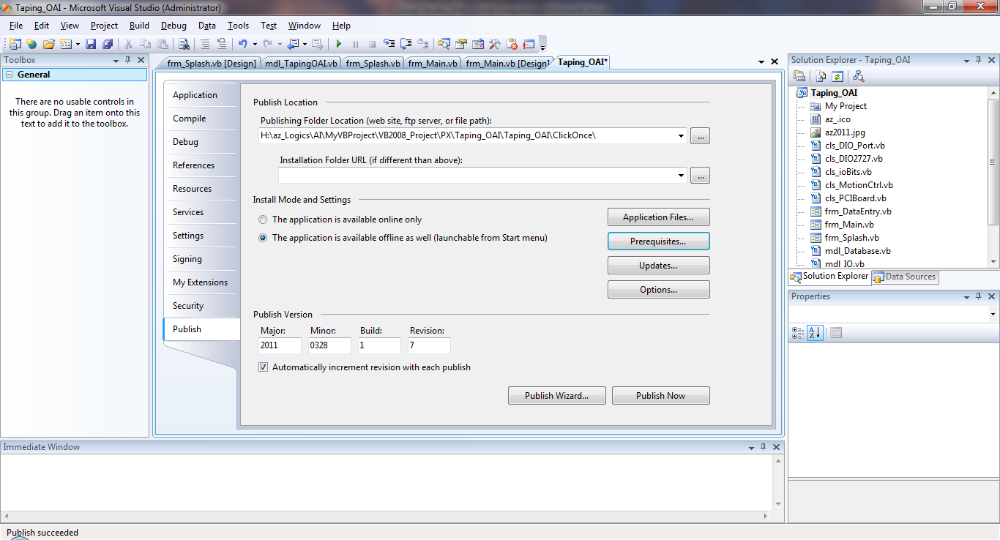 Taping_OAI - Microsoft Visual Studio (Administrator)
File Edit View Project Build Debug Data Tools Test Window Help
Toolbox
General
There are no usable controls in
this group. Drag an item onto this
text to add it to the toolbox.
frm_Splash.vb [Design] mdl_TapingOAI.vb frm_Splash.vb frm_Main.vb frm_Main.vb [Design] Taping_OAI*
Application
Compile
Debug
References
Resources
Services
Settings
Signing
My Extensions
Security
Publish
Publish Location
Publishing Folder Location (web site, ftp server, or file path):
H:\az_Logics\AI\MyVBProject\VB2008_Project\PX\Taping_OAI\Taping_OAI\ClickOnce\
...
Installation Folder URL (if different than above):
...
Install Mode and Settings
The application is available online only
The application is available offline as well (launchable from Start menu)
Application Files...
Prerequisites...
Updates...
Options...
Publish Version
Major: Minor: Build: Revision:
2011 0328 1 7
Automatically increment revision with each publish
Publish Wizard... Publish Now
Solution Explorer - Taping_OAI
Taping_OAI
My Project
az_.ico
az2011.jpg
cls_DIO_Port.vb
cls_DIO2727.vb
cls_ioBits.vb
cls_MotionCtrl.vb
cls_PCIBoard.vb
frm_DataEntry.vb
frm_Main.vb
frm_Splash.vb
mdl_Database.vb
mdl_IO.vb
Solution Explorer Data Sources
Properties
Immediate Window
Publish succeeded